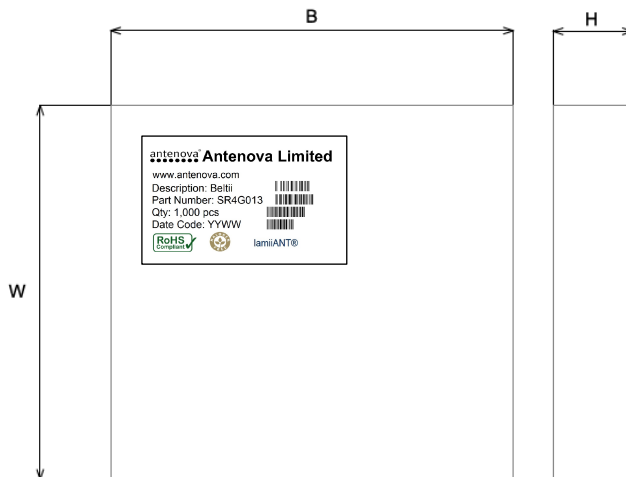 B
H
antenova® Antenova Limited
www.antenova.com
Description: Beltii
Part Number: SR4G013
Qty: 1,000 pcs
Date Code: YYWW
RoHS
Compliant
lamiiANT®
W